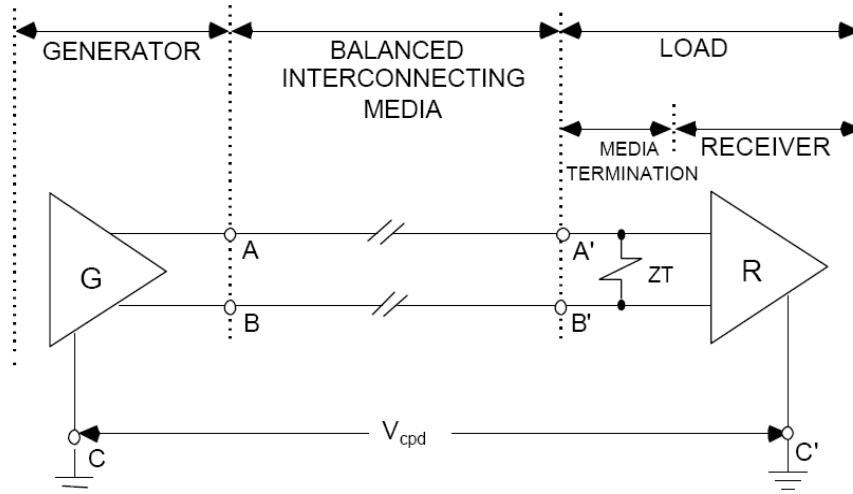 GENERATOR
BALANCED
INTERCONNECTING
MEDIA
LOAD
MEDIA
TERMINATION
RECEIVER
G
A
B
A'
B'
ZT
R
Vcpd
C
C'